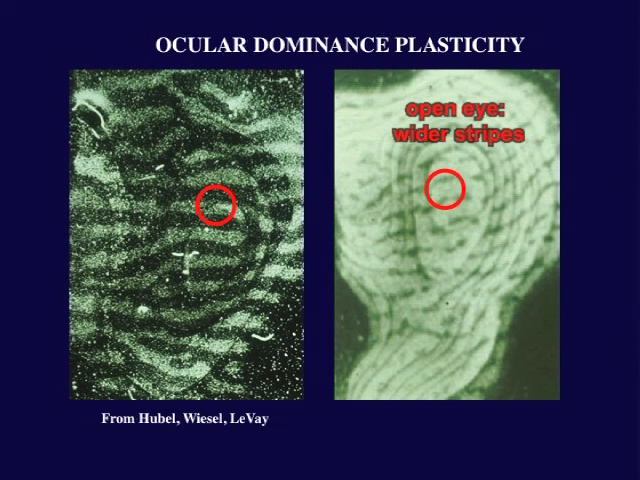 OCULAR DOMINANCE PLASTICITY
open eye:
wider stripes
From Hubel, Wiesel, LeVay